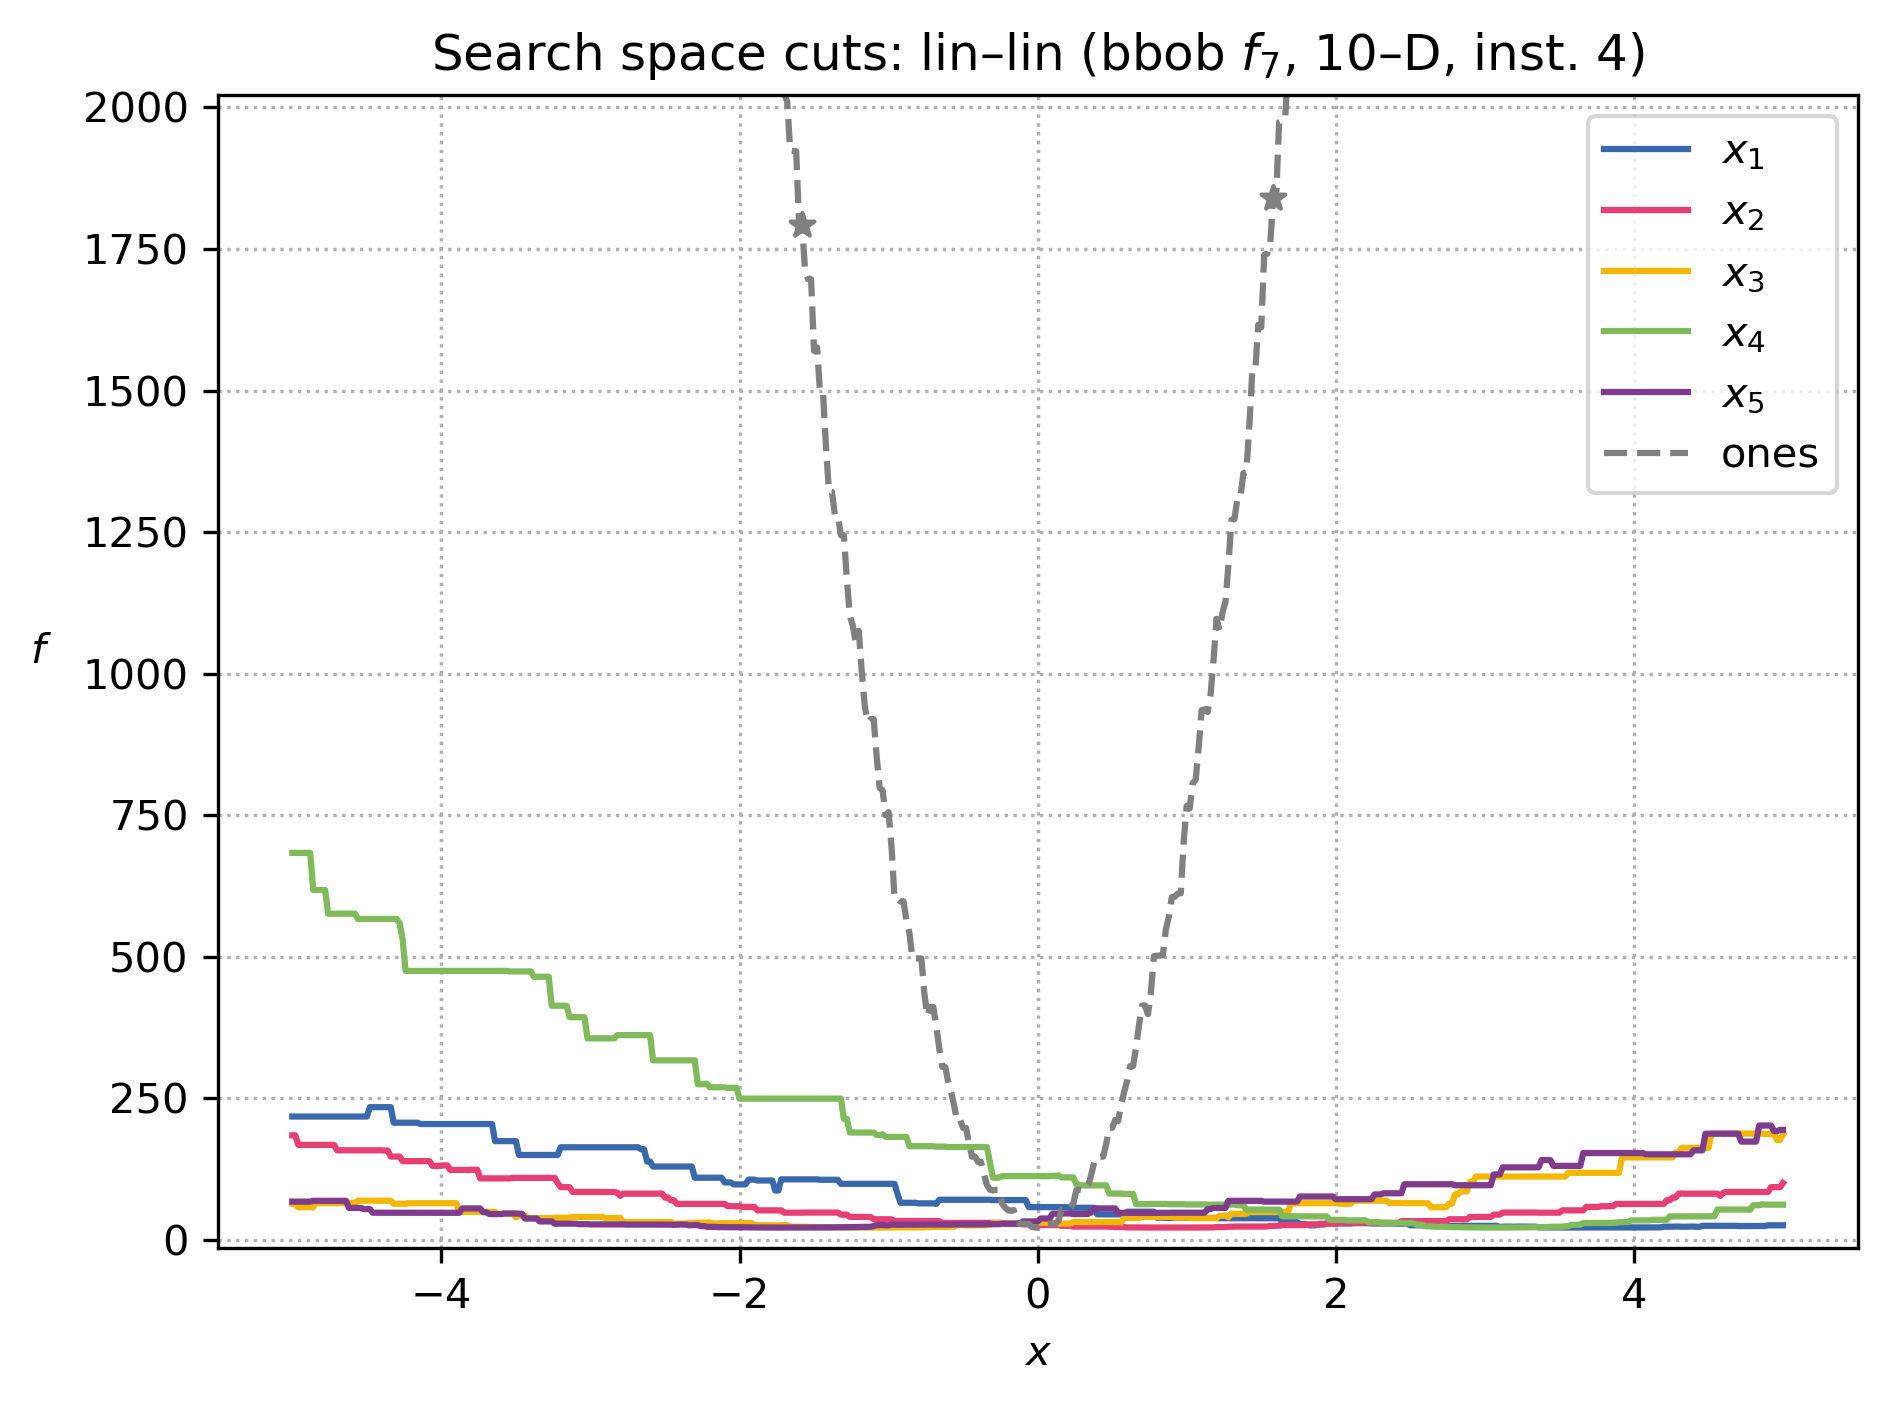 Search space cuts: lin–lin (bbob f₇, 10–D, inst. 4)
2000
1750
1500
1250
1000
750
500
250
0
f
x₁
x₂
x₃
x₄
x₅
ones
−4 −2 0 2 4
x